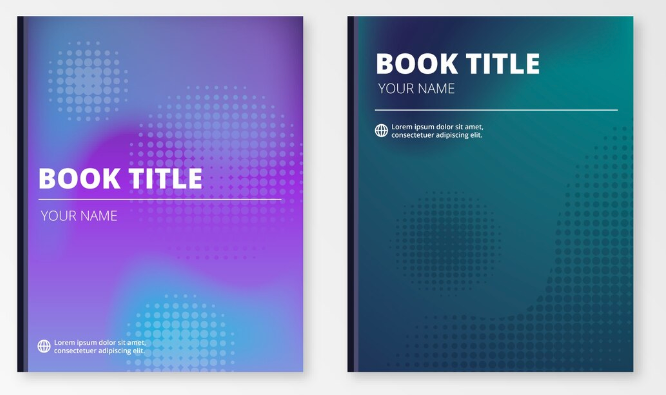 BOOK TITLE
YOUR NAME
Lorem ipsum dolor sit amet,
consectetuer adipiscing elit.
BOOK TITLE
YOUR NAME
Lorem ipsum dolor sit amet,
consectetuer adipiscing elit.